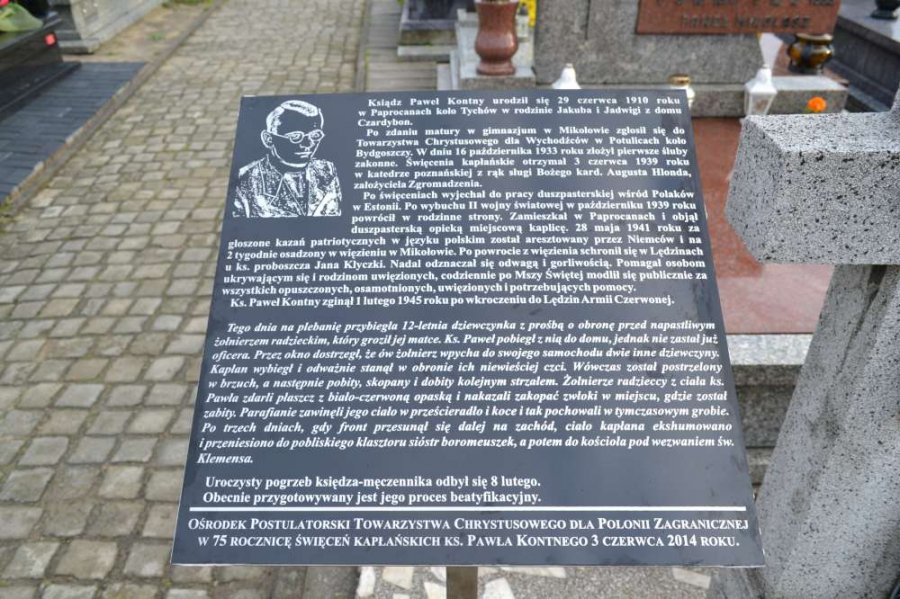 Ksiądz Paweł Kontny urodził się 29 czerwca 1910 roku
w Paprocanach koło Tychów w rodzinie Jakuba i Jadwigi z domu
Czardybon.
Po zdaniu matury w gimnazjum w Mikołowie zgłosił się do
Towarzystwa Chrystusowego dla Wychodźców w Potulicach koło
Bydgoszczy. W dniu 16 października 1933 roku złożył pierwsze śluby
zakonne. Święcenia kapłańskie otrzymał 3 czerwca 1939 roku
w katedrze poznańskiej z rąk sługi Bożego kard. Augusta Hlonda,
założyciela Zgromadzenia.
Po święceniach wyjechał do pracy duszpasterskiej wśród Polaków
w Estonii. Po wybuchu II wojny światowej w październiku 1939 roku
powrócił w rodzinne strony. Zamieszkał w Paprocanach i objął
duszpasterską opieką miejscową kaplicę. 28 maja 1941 roku za
głoszone kazań patriotycznych w języku polskim został aresztowany przez Niemców i na
2 tygodnie osadzony w więzieniu w Mikołowie. Po powrocie z więzienia schronił się w Lędzinach
u ks. proboszcza Jana Klyczki. Nadal odznaczał się odwagą i gorliwością. Pomagał osobom
ukrywającym się i rodzinom uwięzionych, codziennie po Mszy Świętej modlił się publicznie za
wszystkich opuszczonych, osamotnionych, uwięzionych i potrzebujących pomocy.
Ks. Paweł Kontny zginął 1 lutego 1945 roku po wkroczeniu do Lędzin Armii Czerwonej.
Tego dnia na plebanię przybiegła 12-letnia dziewczynka z prośbą o obronę przed napastliwym
żołnierzem radzieckim, który groził jej matce. Ks. Paweł pobiegł z nią do domu, jednak nie zastał już
oficera. Przez okno dostrzegł, że ów żołnierz wpycha do swojego samochodu dwie inne dziewczyny.
Kapłan wybiegł i odważnie stanął w obronie ich niewieściej czci. Wówczas został postrzelony
w brzuch, a następnie pobity, skopany i dobity kolejnym strzałem. Żołnierze radzieccy z ciała ks.
Pawła zdarli płaszcz z biało-czerwoną opaską i nakazali zakopać zwłoki w miejscu, gdzie został
zabity. Parafianie zawinęli jego ciało w prześcieradło i koce i tak pochowali w tymczasowym grobie.
Po trzech dniach, gdy front przesunął się dalej na zachód, ciało kapłana ekshumowano
i przeniesiono do pobliskiego klasztoru sióstr boromeuszek, a potem do kościoła pod wezwaniem św.
Klemensa.
Uroczysty pogrzeb księdza-męczennika odbył się 8 lutego.
Obecnie przygotowywany jest jego proces beatyfikacyjny.
OŚRODEK POSTULATORSKI TOWARZYSTWA CHRYSTUSOWEGO DLA POLONII ZAGRANICZNEJ
W 75 ROCZNICĘ ŚWIĘCEŃ KAPŁAŃSKICH KS. PAWŁA KONTNEGO 3 CZERWCA 2014 ROKU.